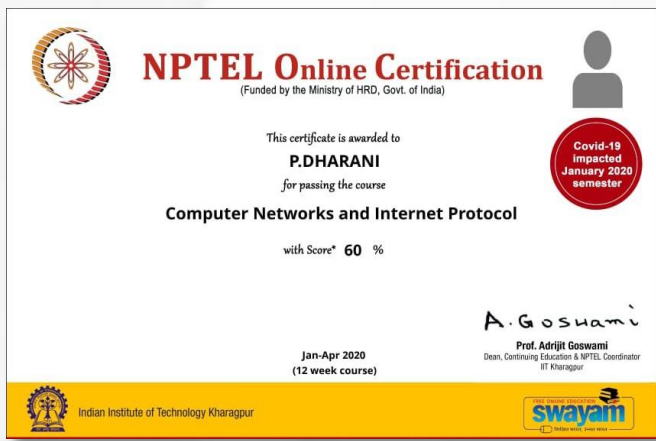 NPTEL Online Certification
(Funded by the Ministry of HRD, Govt. of India)
This certificate is awarded to
P.DHARANI
for passing the course
Computer Networks and Internet Protocol
with Score* 60 %
Covid-19
impacted
January 2020
semester
A. Goswami
Prof. Adrijit Goswami
Dean, Continuing Education & NPTEL Coordinator
IIT Kharagpur
Jan-Apr 2020
(12 week course)
Indian Institute of Technology Kharagpur
FREE ONLINE EDUCATION
swayam